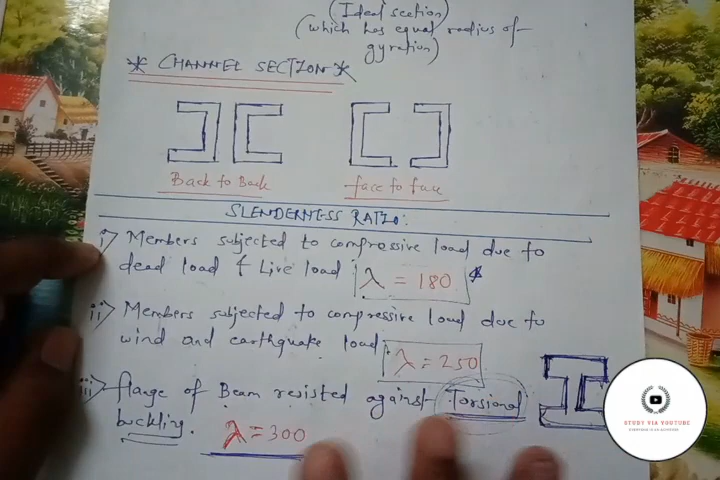 (Ideal section)
(which has equal radius of
gyration)
* CHANNEL SECTION *
Back to Back
face to face
SLENDERNESS RATIO:
i) Members subjected to compressive load due to
dead load & Live load λ = 180
ii) Members subjected to compressive load due to
wind and earthquake load λ = 250
iii) flange of Beam resisted against Torsional
buckling. λ = 300
STUDY VIA YOUTUBE